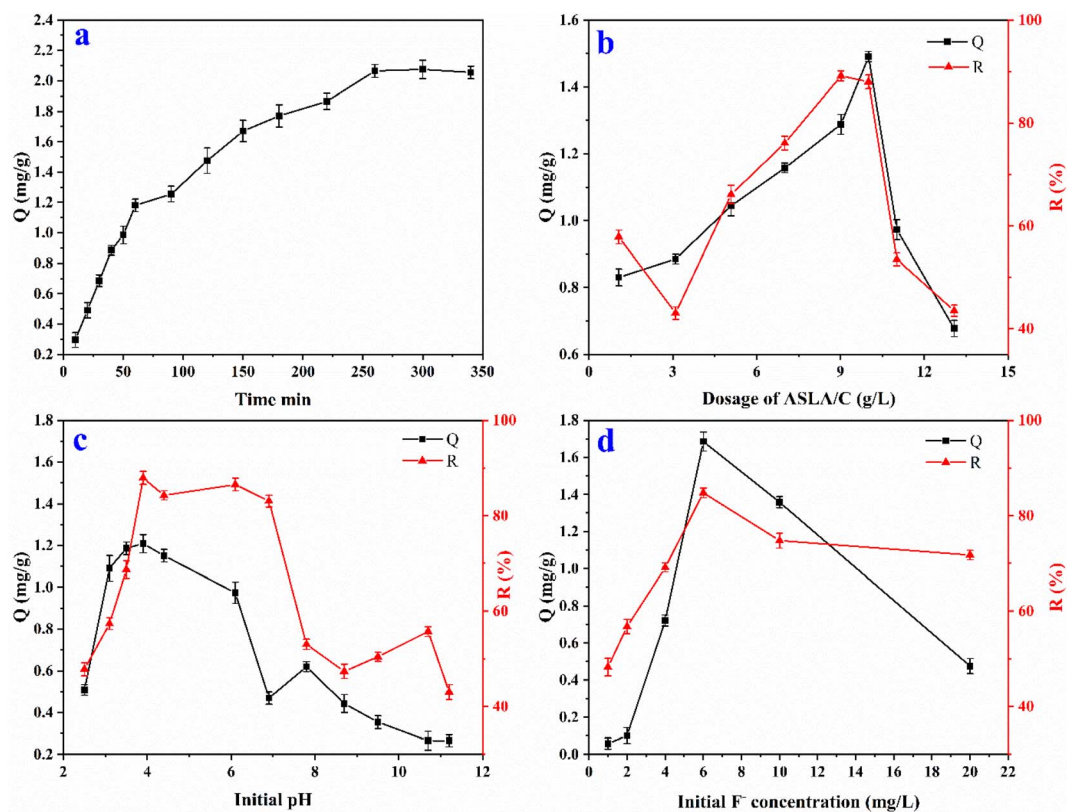 a
2.4
2.2
2.0
1.8
1.6
1.4
1.2
1.0
0.8
0.6
0.4
0.2
Q (mg/g)
0 50 100 150 200 250 300 350
Time min
b
Q
R
1.6
1.4
1.2
1.0
0.8
0.6
Q (mg/g)
100
80
60
40
R (%)
0 3 6 9 12 15
Dosage of ASLA/C (g/L)
c
Q
R
1.8
1.6
1.4
1.2
1.0
0.8
0.6
0.4
0.2
Q (mg/g)
100
80
60
40
R (%)
2 4 6 8 10 12
Initial pH
d
Q
R
1.8
1.6
1.4
1.2
1.0
0.8
0.6
0.4
0.2
0.0
Q (mg/g)
100
80
60
40
R (%)
0 2 4 6 8 10 12 14 16 18 20 22
Initial F⁻ concentration (mg/L)